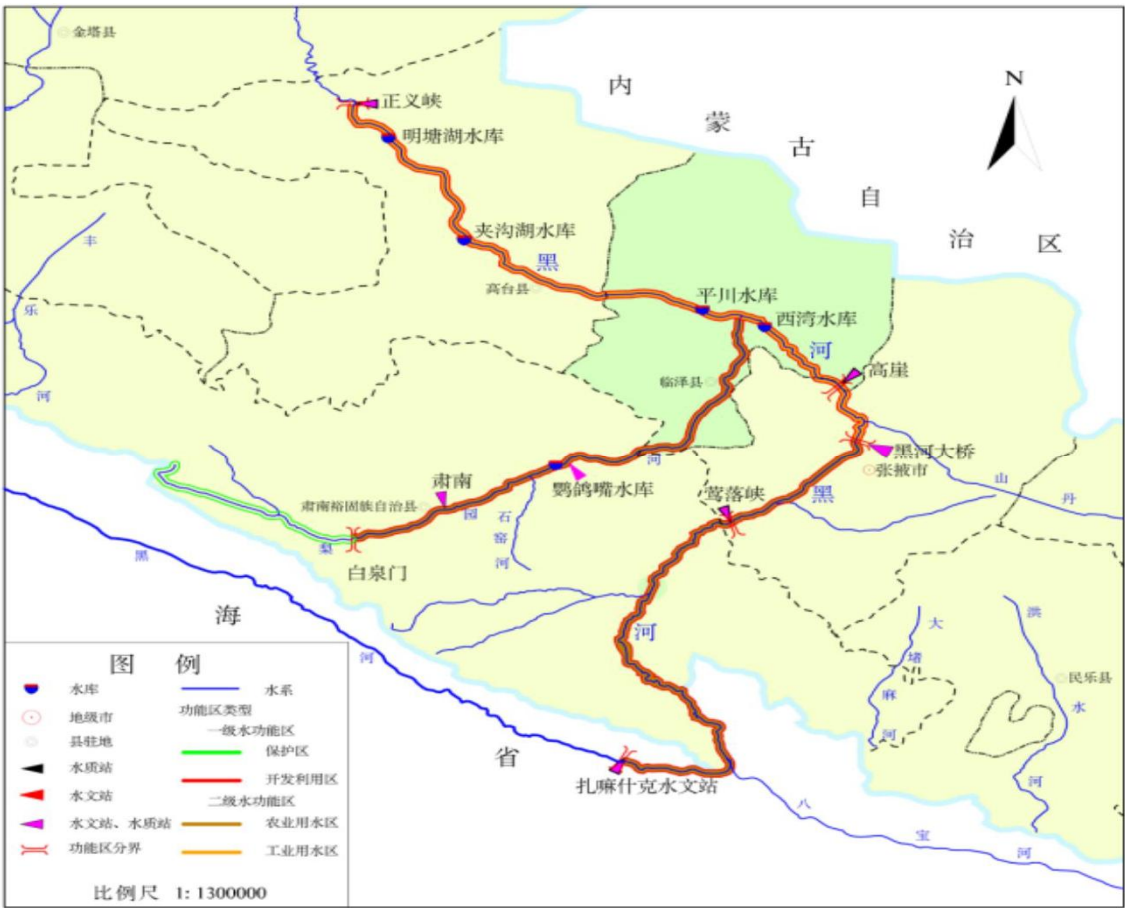 金塔县
内
蒙
古
自
治
区
N
正义峡
明塘湖水库
夹沟湖水库
黑
高台县
平川水库
西湾水库
河
高崖
临泽县
丰
乐
河
黑河大桥
张掖市
山
丹
河
鹦鸽嘴水库
肃南
肃南裕固族自治县
园
石
窑
河
梨
白泉门
莺落峡
黑
河
黑
河
海
省
扎嘛什克水文站
八
宝
河
大
堵
麻
河
洪
水
河
民乐县
图 例
水库
水系
地级市
功能区类型
一级水功能区
县驻地
保护区
水质站
开发利用区
水文站
二级水功能区
水文站、水质站
农业用水区
功能区分界
工业用水区
比例尺 1:1300000